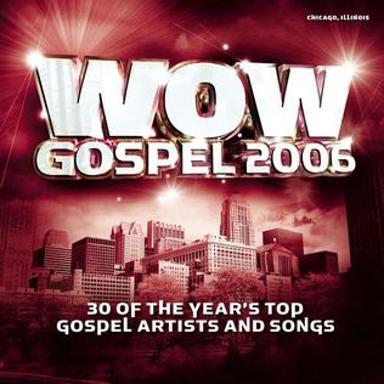 CHICAGO, ILLINOIS
WOW
GOSPEL 2006
30 OF THE YEAR'S TOP
GOSPEL ARTISTS AND SONGS